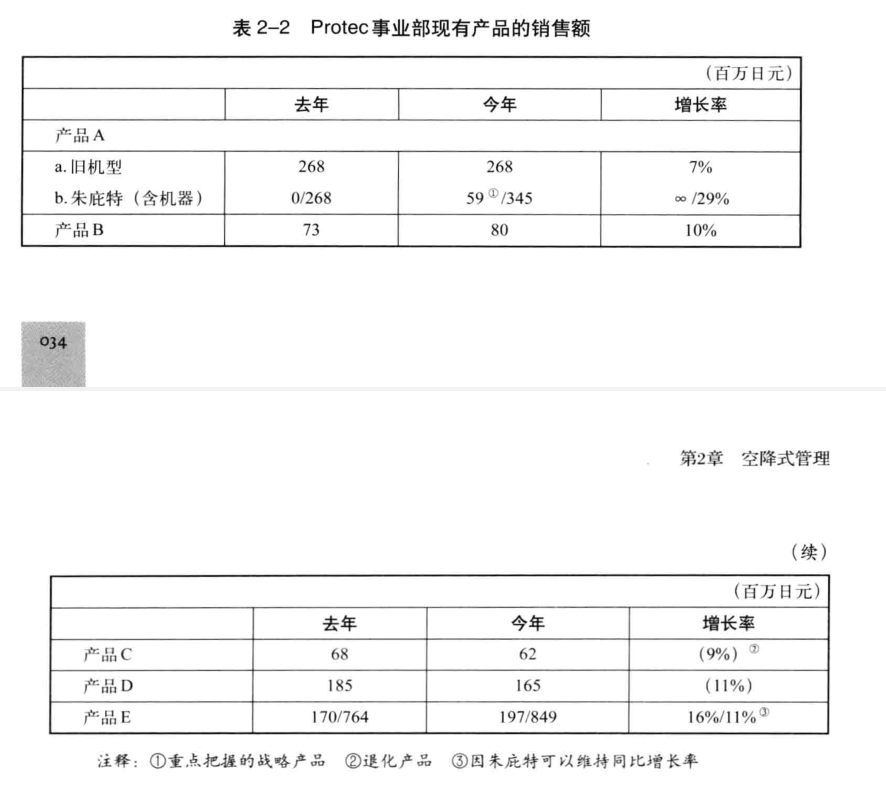 表 2-2 Protec事业部现有产品的销售额
（百万日元）
去年 今年 增长率
产品A
a.旧机型 268 268 7%
b.朱庇特（含机器） 0/268 59①/345 ∞/29%
产品B 73 80 10%
034
第2章 空降式管理
（续）
（百万日元）
去年 今年 增长率
产品C 68 62 (9%)②
产品D 185 165 (11%)
产品E 170/764 197/849 16%/11%③
注释：①重点把握的战略产品 ②退化产品 ③因朱庇特可以维持同比增长率